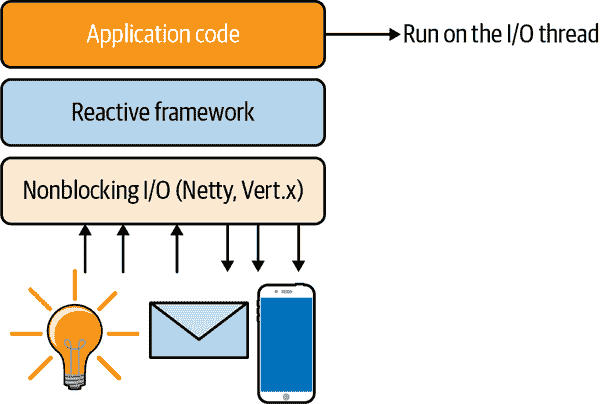 Application code
Run on the I/O thread
Reactive framework
Nonblocking I/O (Netty, Vert.x)